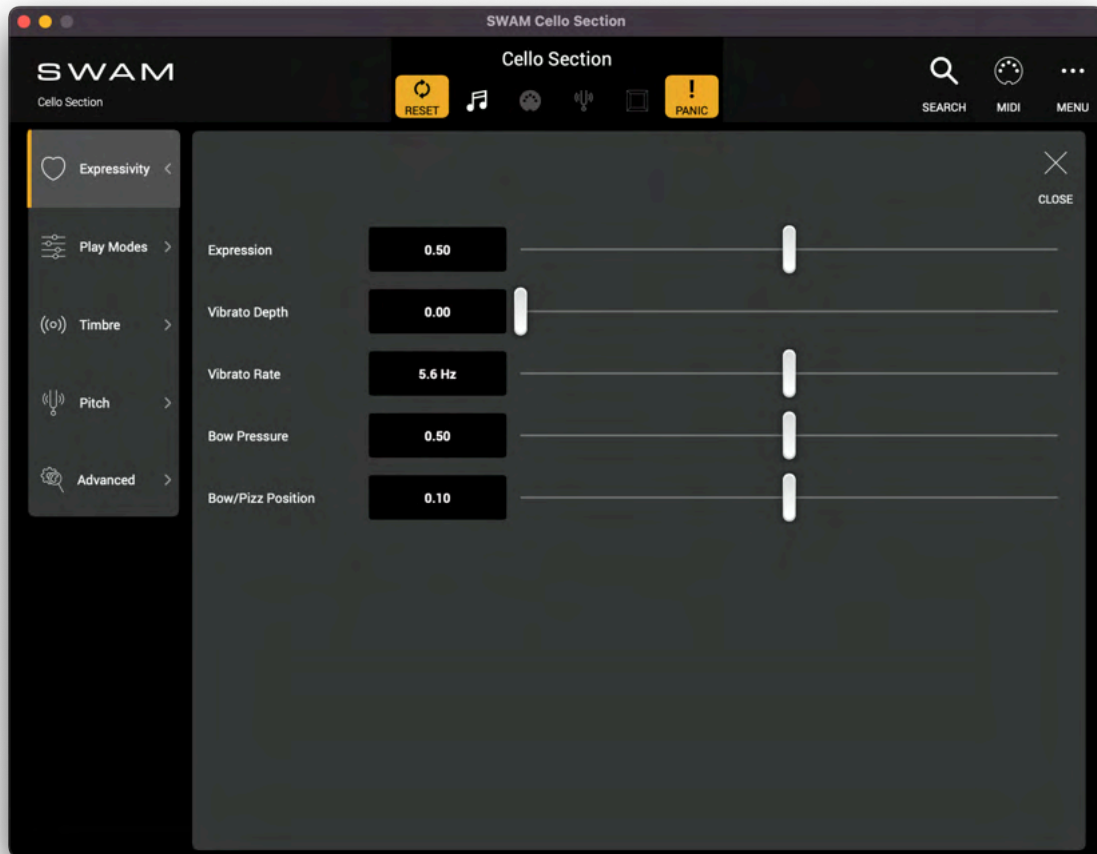 SWAM Cello Section
SWAM
Cello Section
Cello Section
RESET
PANIC
SEARCH
MIDI
MENU
Expressivity
Play Modes
Timbre
Pitch
Advanced
CLOSE
Expression 0.50
Vibrato Depth 0.00
Vibrato Rate 5.6 Hz
Bow Pressure 0.50
Bow/Pizz Position 0.10